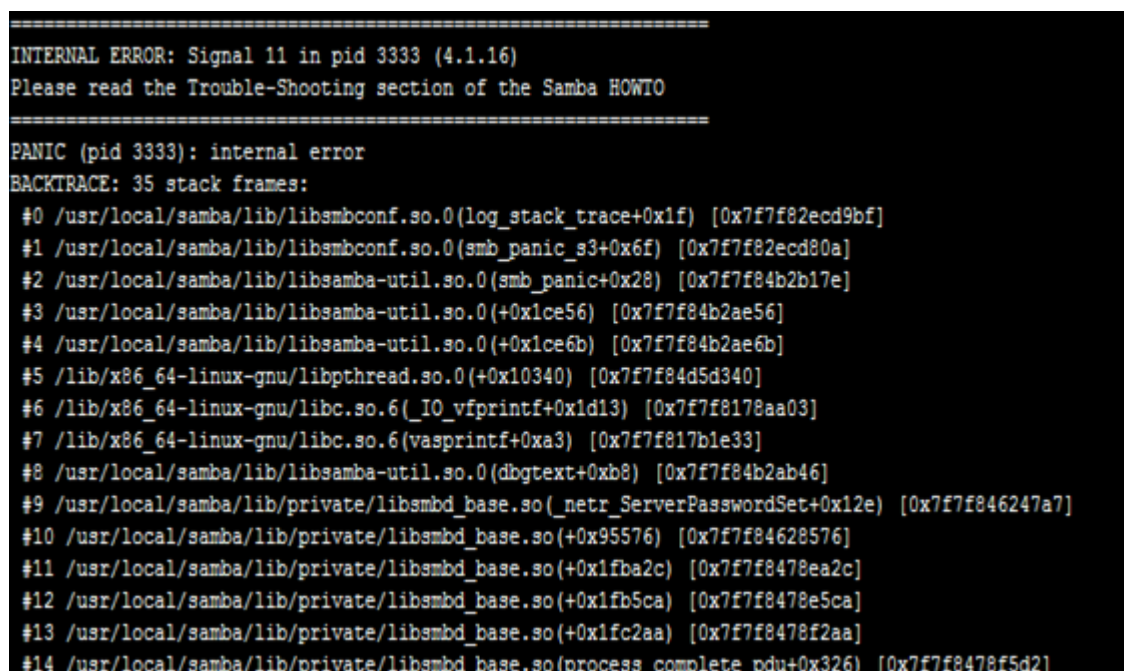 =================================================================
INTERNAL ERROR: Signal 11 in pid 3333 (4.1.16)
Please read the Trouble-Shooting section of the Samba HOWTO
=================================================================
PANIC (pid 3333): internal error
BACKTRACE: 35 stack frames:
#0 /usr/local/samba/lib/libsmbconf.so.0(log_stack_trace+0x1f) [0x7f7f82ecd9bf]
#1 /usr/local/samba/lib/libsmbconf.so.0(smb_panic_s3+0x6f) [0x7f7f82ecd80a]
#2 /usr/local/samba/lib/libsamba-util.so.0(smb_panic+0x28) [0x7f7f84b2b17e]
#3 /usr/local/samba/lib/libsamba-util.so.0(+0x1ce56) [0x7f7f84b2ae56]
#4 /usr/local/samba/lib/libsamba-util.so.0(+0x1ce6b) [0x7f7f84b2ae6b]
#5 /lib/x86_64-linux-gnu/libpthread.so.0(+0x10340) [0x7f7f84d5d340]
#6 /lib/x86_64-linux-gnu/libc.so.6(_IO_vfprintf+0x1d13) [0x7f7f8178aa03]
#7 /lib/x86_64-linux-gnu/libc.so.6(vasprintf+0xa3) [0x7f7f817b1e33]
#8 /usr/local/samba/lib/libsamba-util.so.0(dbgtext+0xb8) [0x7f7f84b2ab46]
#9 /usr/local/samba/lib/private/libsmbd_base.so(_netr_ServerPasswordSet+0x12e) [0x7f7f846247a7]
#10 /usr/local/samba/lib/private/libsmbd_base.so(+0x95576) [0x7f7f84628576]
#11 /usr/local/samba/lib/private/libsmbd_base.so(+0x1fba2c) [0x7f7f8478ea2c]
#12 /usr/local/samba/lib/private/libsmbd_base.so(+0x1fb5ca) [0x7f7f8478e5ca]
#13 /usr/local/samba/lib/private/libsmbd_base.so(+0x1fc2aa) [0x7f7f8478f2aa]
#14 /usr/local/samba/lib/private/libsmbd_base.so(process_complete_pdu+0x326) [0x7f7f8478f5d2]